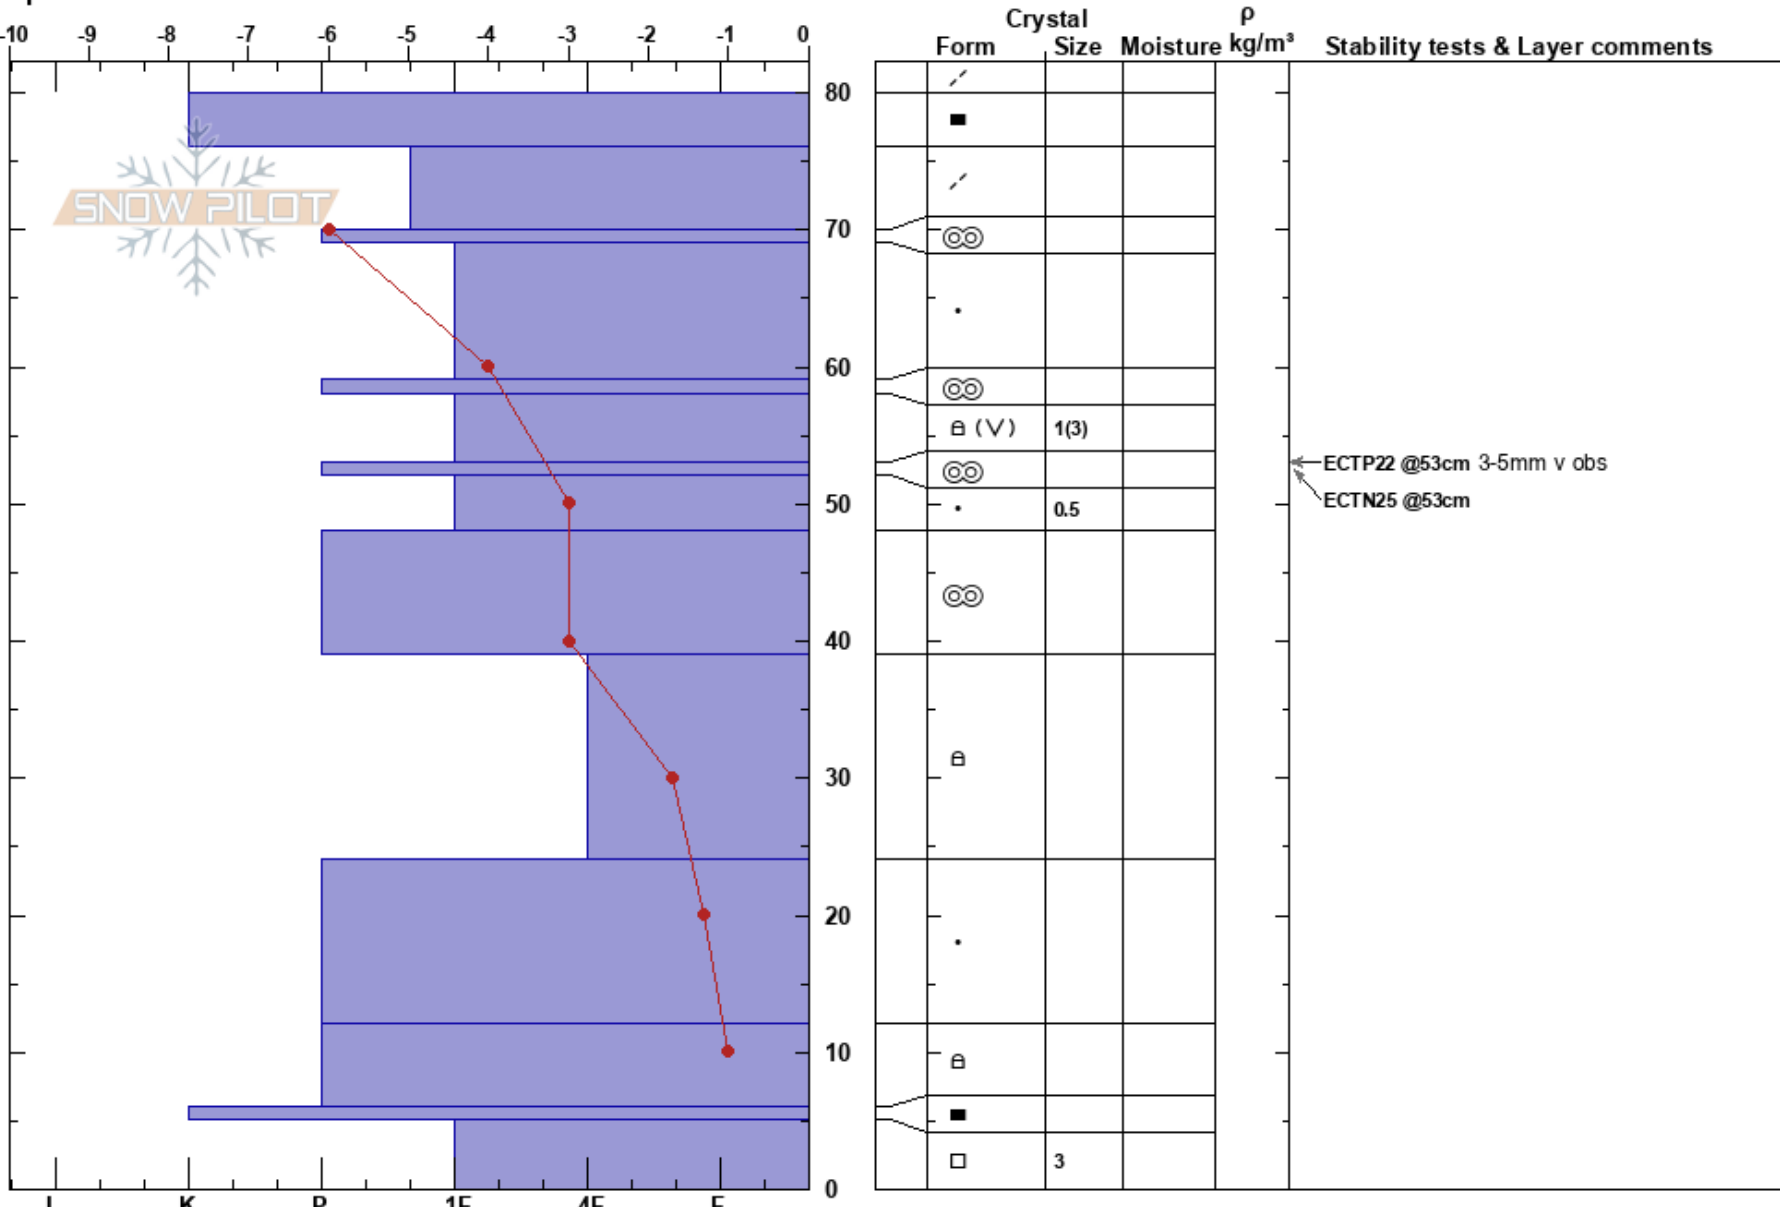 Crystal ρ
-10 -9 -8 -7 -6 -5 -4 -3 -2 -1 0 Form Size Moisture kg/m³ Stability tests & Layer comments
80
SNOW PILOT
70
60
1(3)
ECTP22 @53cm 3-5mm v obs
50 0.5 ECTN25 @53cm
40
30
20
10
3
0
I K P 1F 4F F